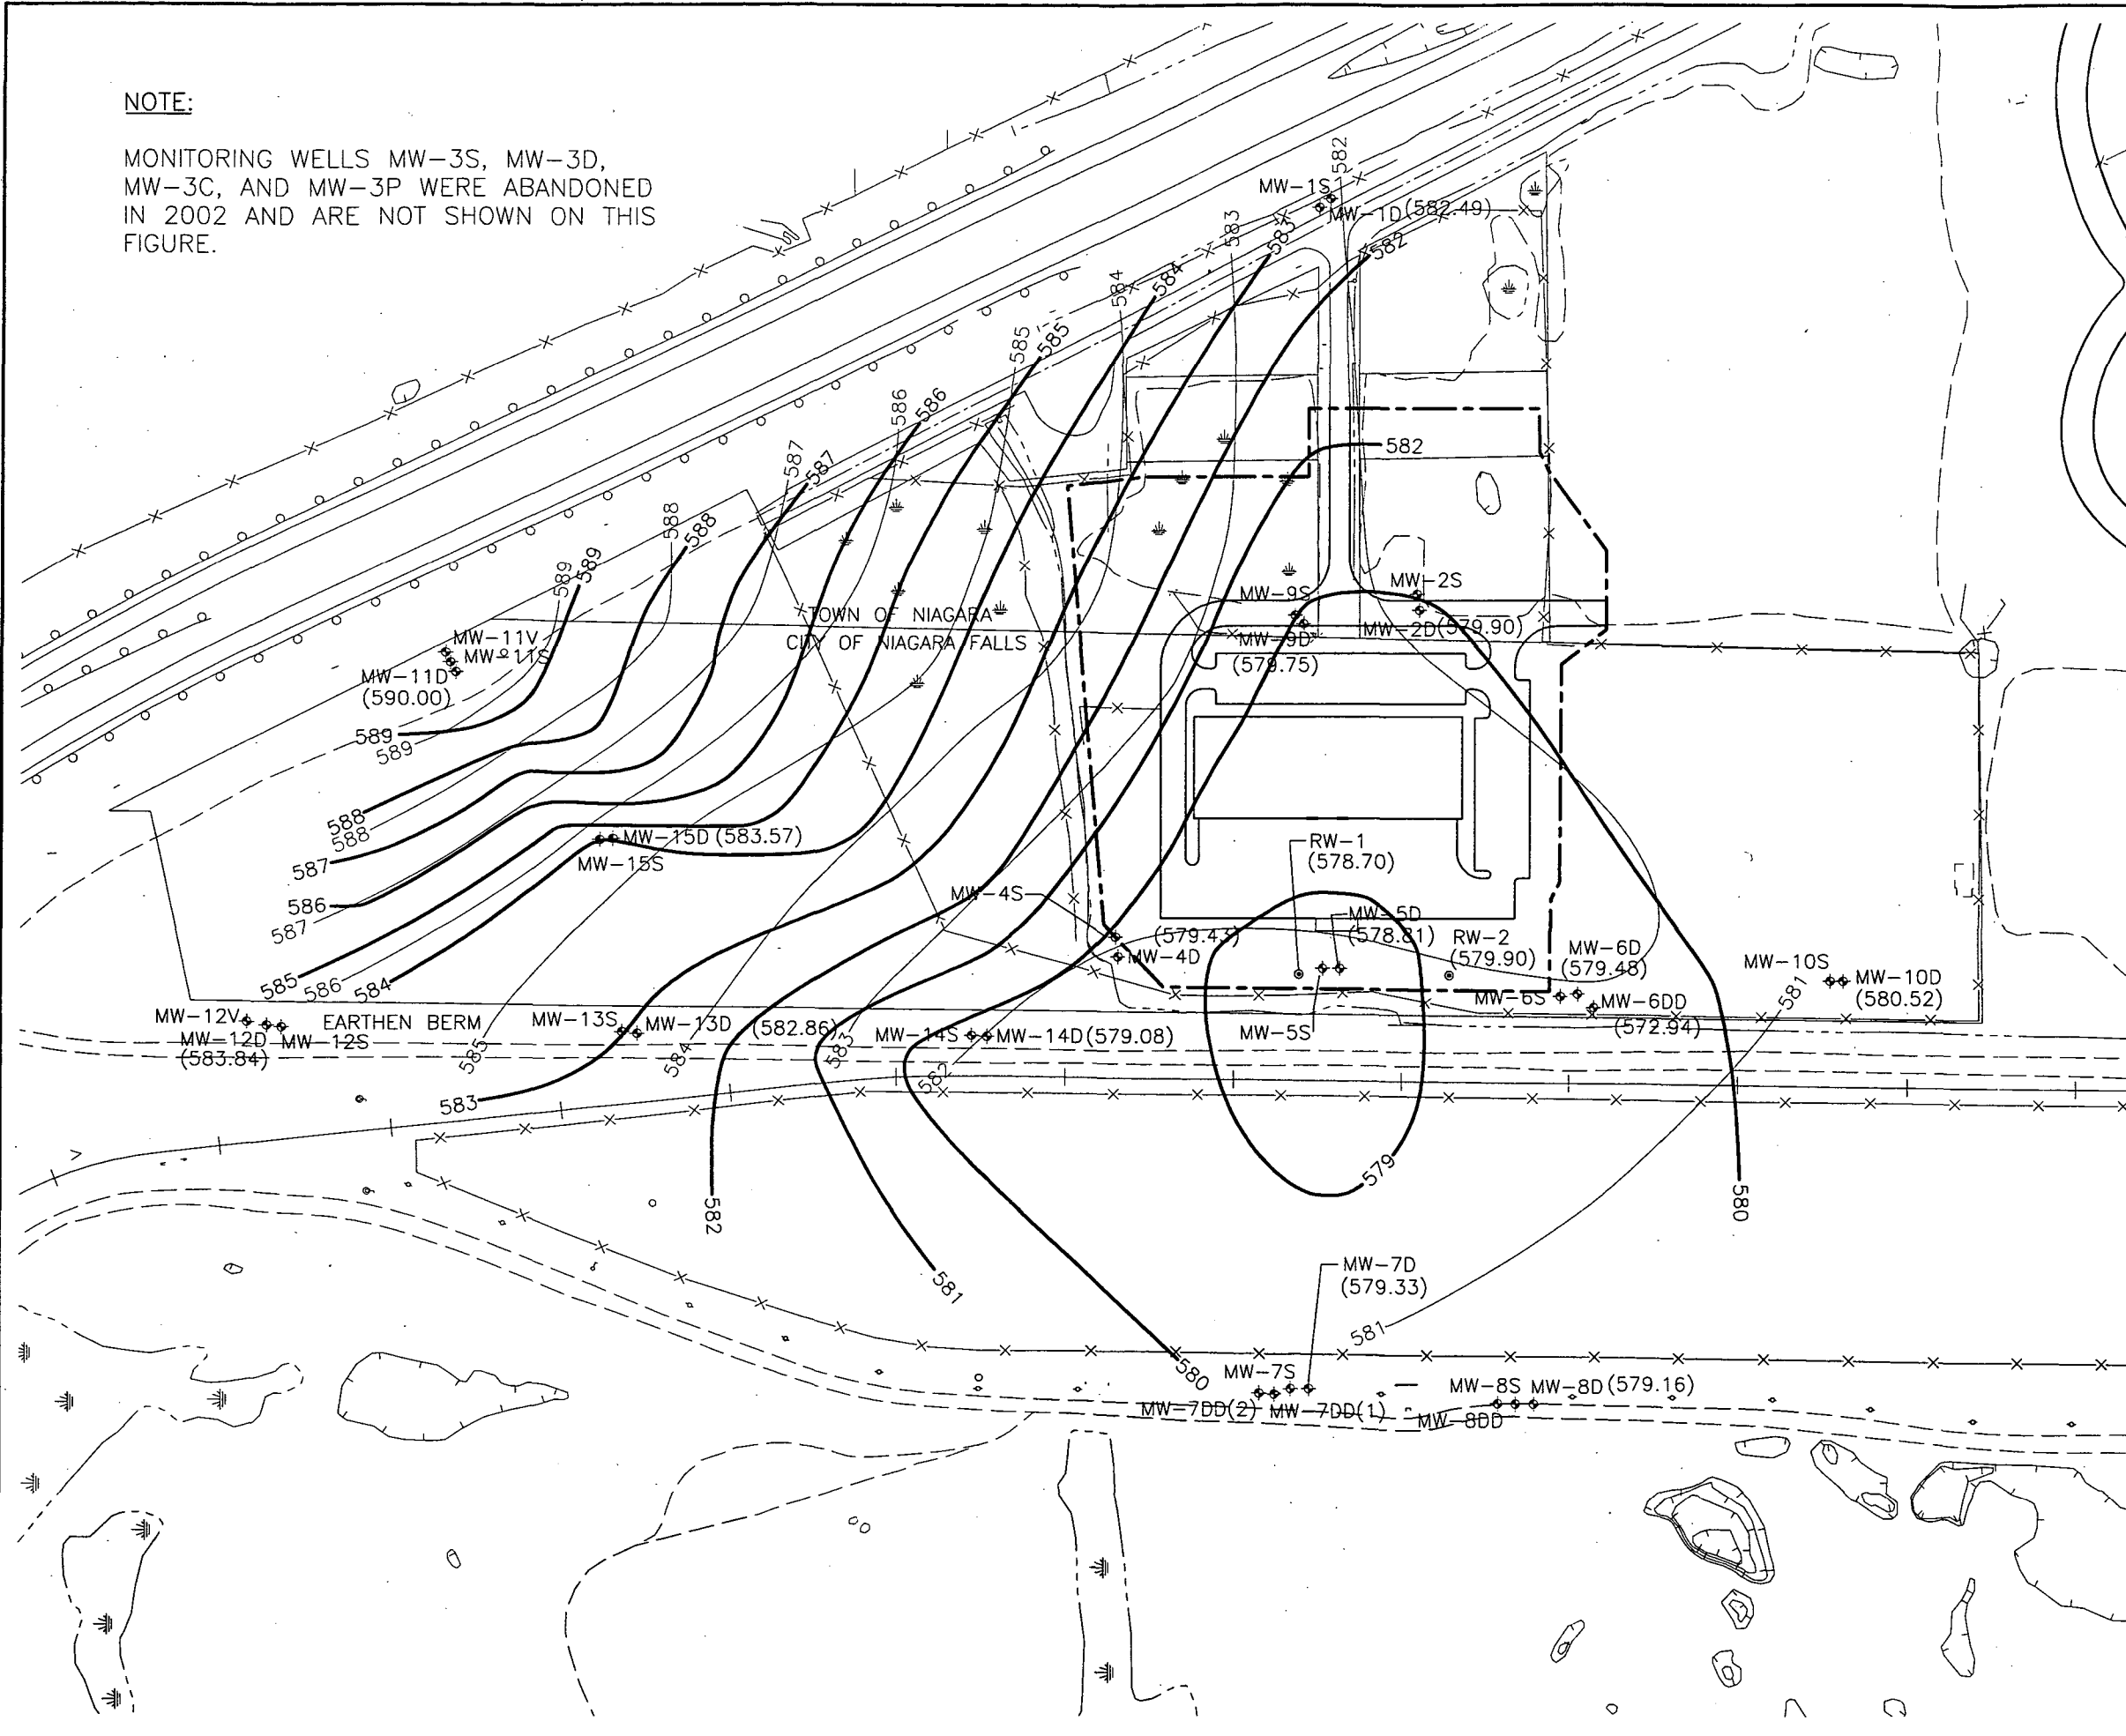 NOTE:
MONITORING WELLS MW-3S, MW-3D,
MW-3C, AND MW-3P WERE ABANDONED
IN 2002 AND ARE NOT SHOWN ON THIS
FIGURE.
582
MW-1S
MW-1D(582.49)
583
583
582
584
584
585
585
586
586
582
587
587
588
588
589
589
MW-2S
MW-9S
TOWN OF NIAGARA
MW-2D(579.90)
CITY OF NIAGARA FALLS
MW-9D
(579.75)
MW-11V
MW-11S
MW-11D
(590.00)
589
589
588
588
MW-15D (583.57)
MW-15S
RW-1
(578.70)
587
MW-4S
586
587
MW-5D
(578.81)
(579.43)
MW-4D
RW-2
(579.90)
MW-6D
(579.48)
MW-10S
MW-10D
(580.52)
585
586
584
581
MW-6S
MW-6DD
(572.94)
MW-12V
EARTHEN BERM
MW-13S
MW-13D
(582.86)
MW-14S
MW-14D(579.08)
MW-5S
MW-12D
MW-12S
(583.84)
585
584
583
582
583
579
582
580
581
MW-7D
(579.33)
581
580
MW-7S
MW-8S
MW-8D(579.16)
MW-7DD(2)
MW-7DD(1)
MW-8DD